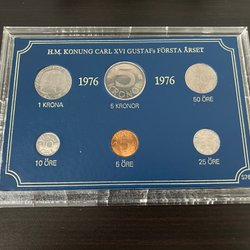 H.M. KONUNG CARL XVI GUSTAFs FÖRSTA ÅRSET
1976 5 KRONOR 1976
1 KRONA 5 KRONOR 50 ÖRE
10 ÖRE 5 ÖRE 25 ÖRE